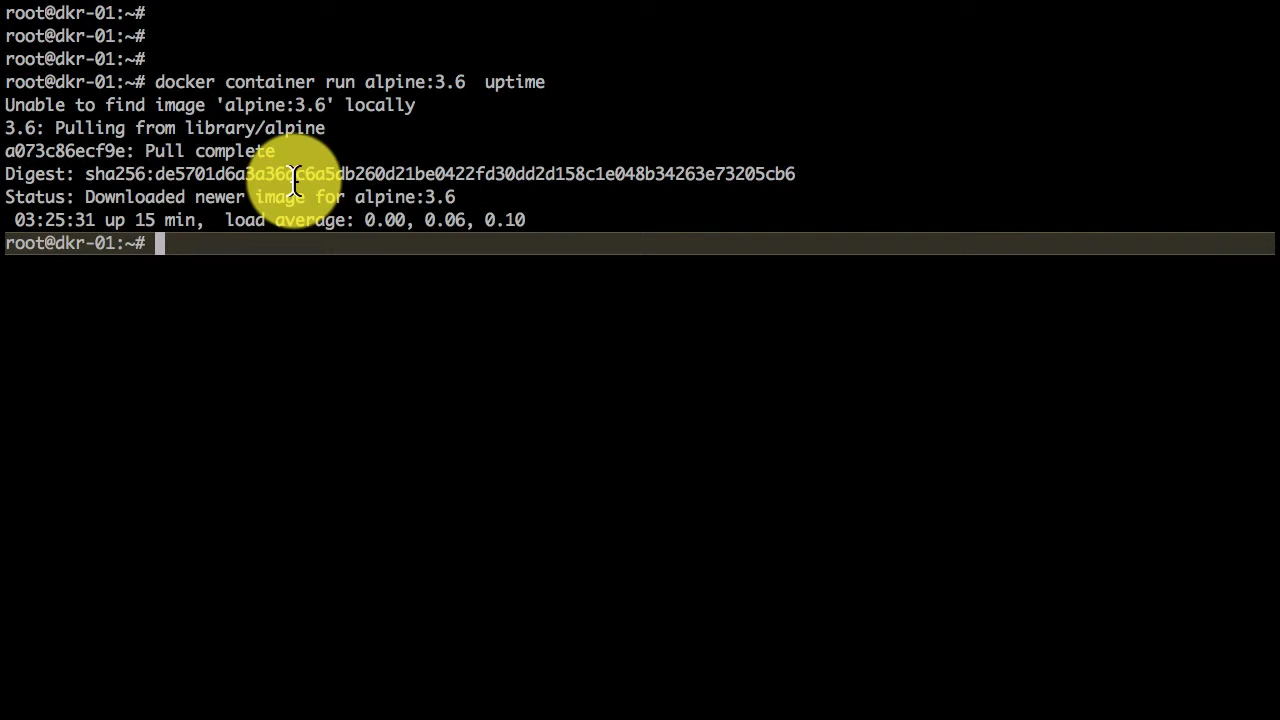 root@dkr-01:~#
root@dkr-01:~#
root@dkr-01:~#
root@dkr-01:~# docker container run alpine:3.6  uptime
Unable to find image 'alpine:3.6' locally
3.6: Pulling from library/alpine
a073c86ecf9e: Pull complete
Digest: sha256:de5701d6a3a36dc6a5db260d21be0422fd30dd2d158c1e048b34263e73205cb6
Status: Downloaded newer image for alpine:3.6
 03:25:31 up 15 min,  load average: 0.00, 0.06, 0.10
root@dkr-01:~#